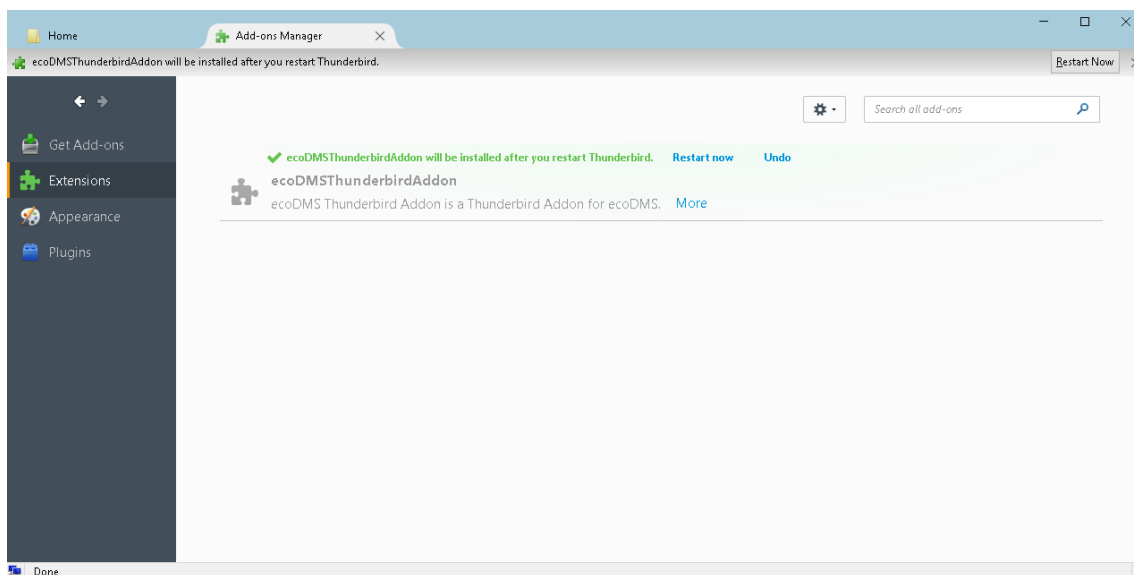 Home
Add-ons Manager
ecoDMSThunderbirdAddon will be installed after you restart Thunderbird.
Restart Now
Search all add-ons
Get Add-ons
Extensions
Appearance
Plugins
ecoDMSThunderbirdAddon will be installed after you restart Thunderbird. Restart now Undo
ecoDMSThunderbirdAddon
ecoDMS Thunderbird Addon is a Thunderbird Addon for ecoDMS. More
Done